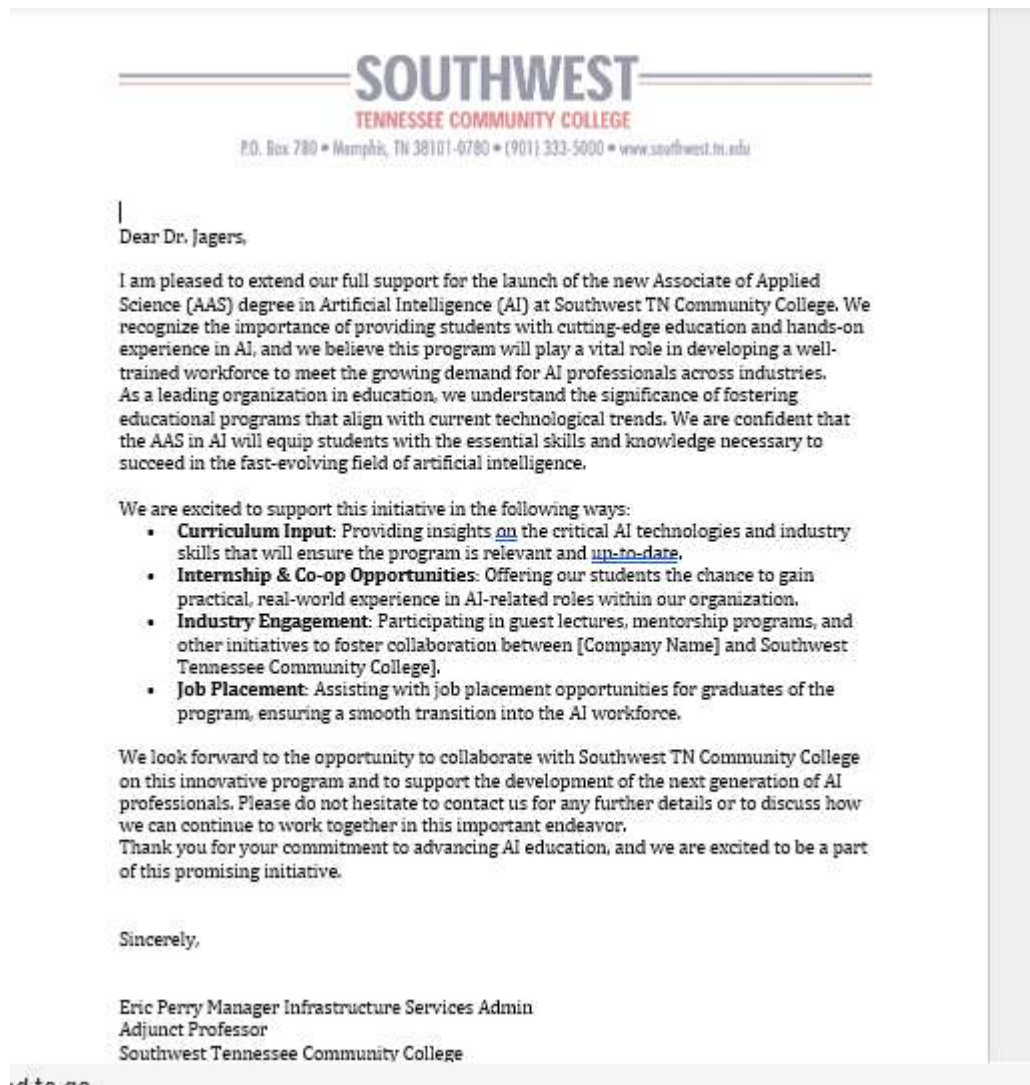 SOUTHWEST
TENNESSEE COMMUNITY COLLEGE
P.O. Box 780 • Memphis, TN 38101-0780 • (901) 333-5000 • www.southwest.tn.edu
Dear Dr. Jagers,
I am pleased to extend our full support for the launch of the new Associate of Applied
Science (AAS) degree in Artificial Intelligence (AI) at Southwest TN Community College. We
recognize the importance of providing students with cutting-edge education and hands-on
experience in AI, and we believe this program will play a vital role in developing a well-
trained workforce to meet the growing demand for AI professionals across industries.
As a leading organization in education, we understand the significance of fostering
educational programs that align with current technological trends. We are confident that
the AAS in AI will equip students with the essential skills and knowledge necessary to
succeed in the fast-evolving field of artificial intelligence.
We are excited to support this initiative in the following ways:
• Curriculum Input: Providing insights on the critical AI technologies and industry
skills that will ensure the program is relevant and up-to-date.
• Internship & Co-op Opportunities: Offering our students the chance to gain
practical, real-world experience in AI-related roles within our organization.
• Industry Engagement: Participating in guest lectures, mentorship programs, and
other initiatives to foster collaboration between [Company Name] and Southwest
Tennessee Community College].
• Job Placement: Assisting with job placement opportunities for graduates of the
program, ensuring a smooth transition into the AI workforce.
We look forward to the opportunity to collaborate with Southwest TN Community College
on this innovative program and to support the development of the next generation of AI
professionals. Please do not hesitate to contact us for any further details or to discuss how
we can continue to work together in this important endeavor.
Thank you for your commitment to advancing AI education, and we are excited to be a part
of this promising initiative.
Sincerely,
Eric Perry Manager Infrastructure Services Admin
Adjunct Professor
Southwest Tennessee Community College